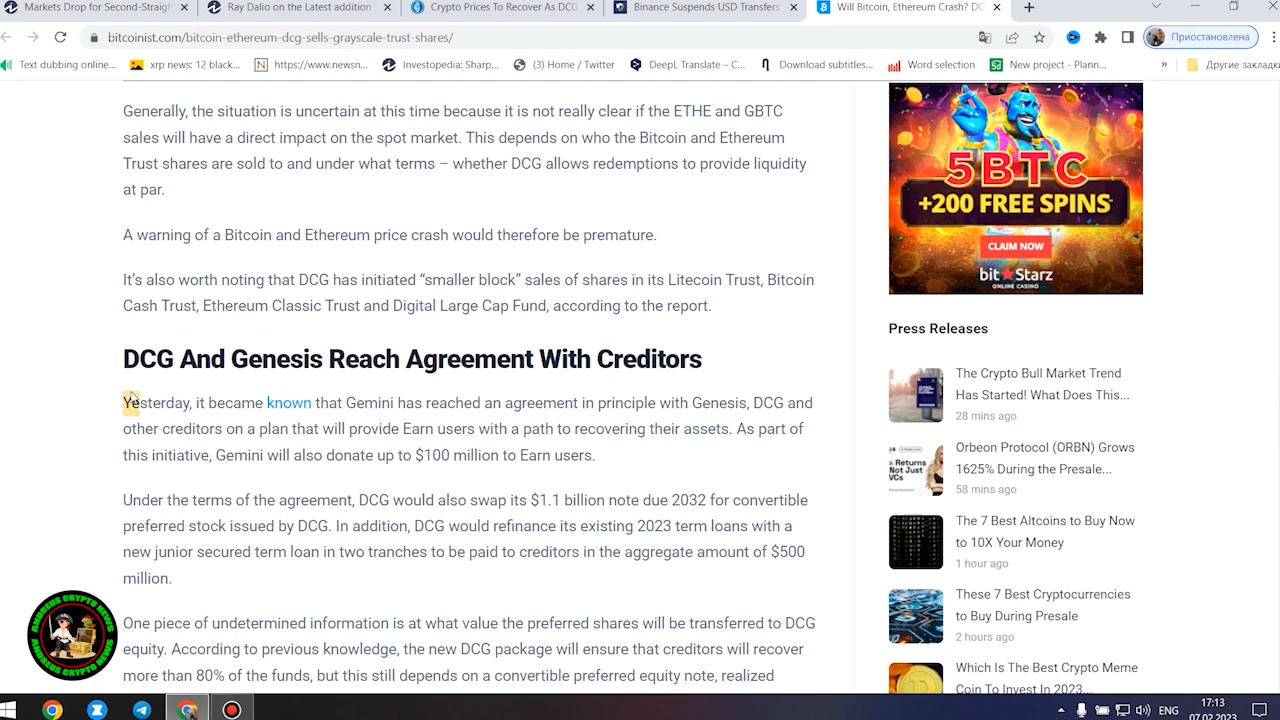 Markets Drop for Second-Straigh
Ray Dalio on the Latest addition
Crypto Prices To Recover As DCG
Binance Suspends USD Transfers
Will Bitcoin, Ethereum Crash? DC
bitcoinist.com/bitcoin-ethereum-dcg-sells-grayscale-trust-shares/
Приостановлена
Text dubbing online...
xrp news: 12 black...
https://www.newsn...
Investopedia: Sharp...
(3) Home / Twitter
DeepL Translate – C...
Download subtitles...
Word selection
New project - Plann...
»
Другие закладки
Generally, the situation is uncertain at this time because it is not really clear if the ETHE and GBTC
sales will have a direct impact on the spot market. This depends on who the Bitcoin and Ethereum
Trust shares are sold to and under what terms – whether DCG allows redemptions to provide liquidity
at par.
A warning of a Bitcoin and Ethereum price crash would therefore be premature.
It's also worth noting that DCG has initiated “smaller block” sales of shares in its Litecoin Trust, Bitcoin
Cash Trust, Ethereum Classic Trust and Digital Large Cap Fund, according to the report.
DCG And Genesis Reach Agreement With Creditors
Yesterday, it became known that Gemini has reached an agreement in principle with Genesis, DCG and
other creditors on a plan that will provide Earn users with a path to recovering their assets. As part of
this initiative, Gemini will also donate up to $100 million to Earn users.
Under the terms of the agreement, DCG would also swap its $1.1 billion note due 2032 for convertible
preferred stock issued by DCG. In addition, DCG would refinance its existing 2023 term loans with a
new junior secured term loan in two tranches to be paid to creditors in the aggregate amount of $500
million.
One piece of undetermined information is at what value the preferred shares will be transferred to DCG
equity. According to previous knowledge, the new DCG package will ensure that creditors will recover
more than 80% of the funds, but this still depends on a convertible preferred equity note, realized
5BTC
+200 FREE SPINS
CLAIM NOW
bit★Starz
ONLINE CASINO
Press Releases
The Crypto Bull Market Trend
Has Started! What Does This...
28 mins ago
Returns
Not Just
VCs
Orbeon Protocol (ORBN) Grows
1625% During the Presale...
58 mins ago
The 7 Best Altcoins to Buy Now
to 10X Your Money
1 hour ago
These 7 Best Cryptocurrencies
to Buy During Presale
2 hours ago
Which Is The Best Crypto Meme
Coin To Invest In 2023...
ANDREUS CRYPTO NEWS
ANDREUS CRYPTO NEWS
ENG
17:13
07.02.2023